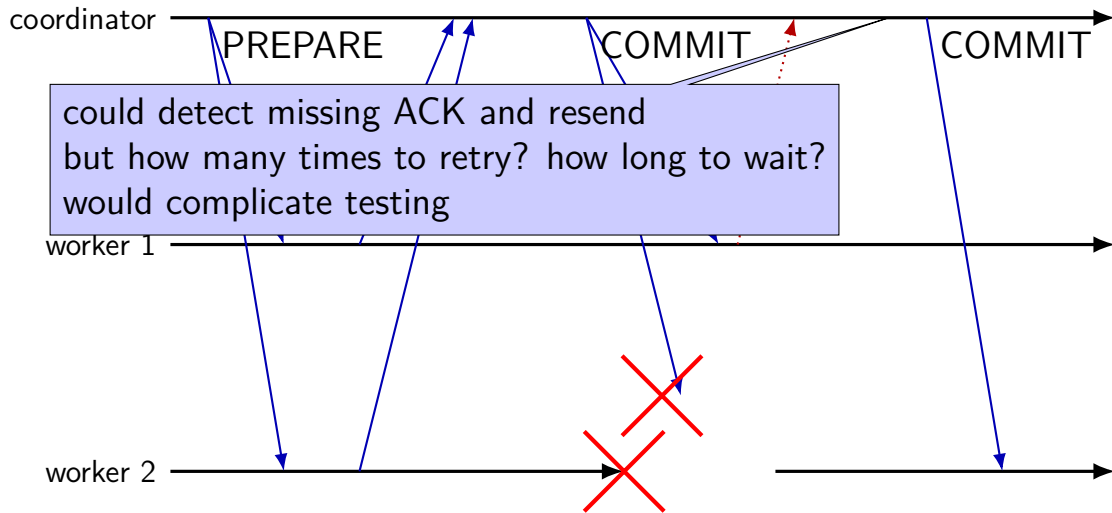 coordinator
PREPARE
COMMIT
COMMIT
could detect missing ACK and resend
but how many times to retry? how long to wait?
would complicate testing
worker 1
worker 2